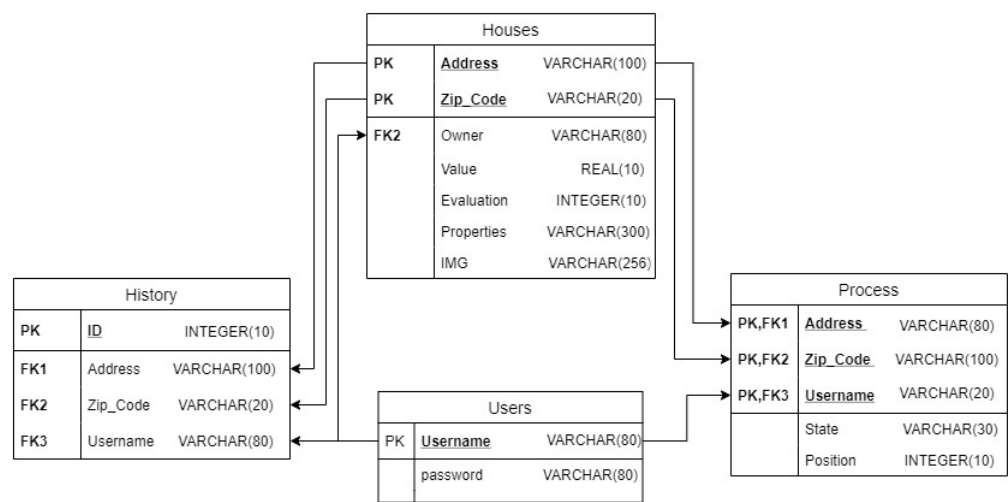 Houses
PK Address VARCHAR(100)
PK Zip_Code VARCHAR(20)
FK2 Owner VARCHAR(80)
Value REAL(10)
Evaluation INTEGER(10)
Properties VARCHAR(300)
IMG VARCHAR(256)
History
PK ID INTEGER(10)
FK1 Address VARCHAR(100)
FK2 Zip_Code VARCHAR(20)
FK3 Username VARCHAR(80)
Users
PK Username VARCHAR(80)
password VARCHAR(80)
Process
PK,FK1 Address VARCHAR(80)
PK,FK2 Zip_Code VARCHAR(100)
PK,FK3 Username VARCHAR(20)
State VARCHAR(30)
Position INTEGER(10)